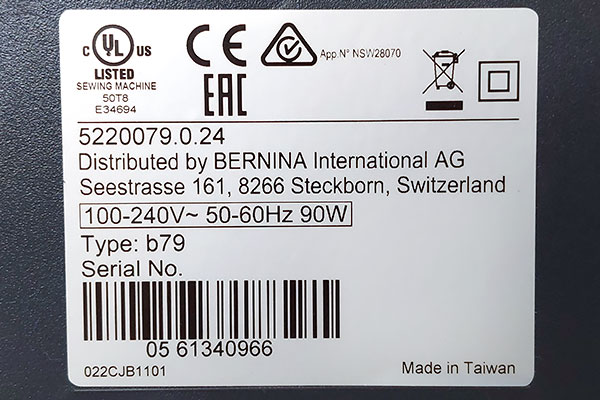 C UL US
LISTED
SEWING MACHINE
50T8
E34694
CE
EAC
App.N° NSW28070
5220079.0.24
Distributed by BERNINA International AG
Seestrasse 161, 8266 Steckborn, Switzerland
100-240V~ 50-60Hz 90W
Type: b79
Serial No.
05 61340966
022CJB1101
Made in Taiwan